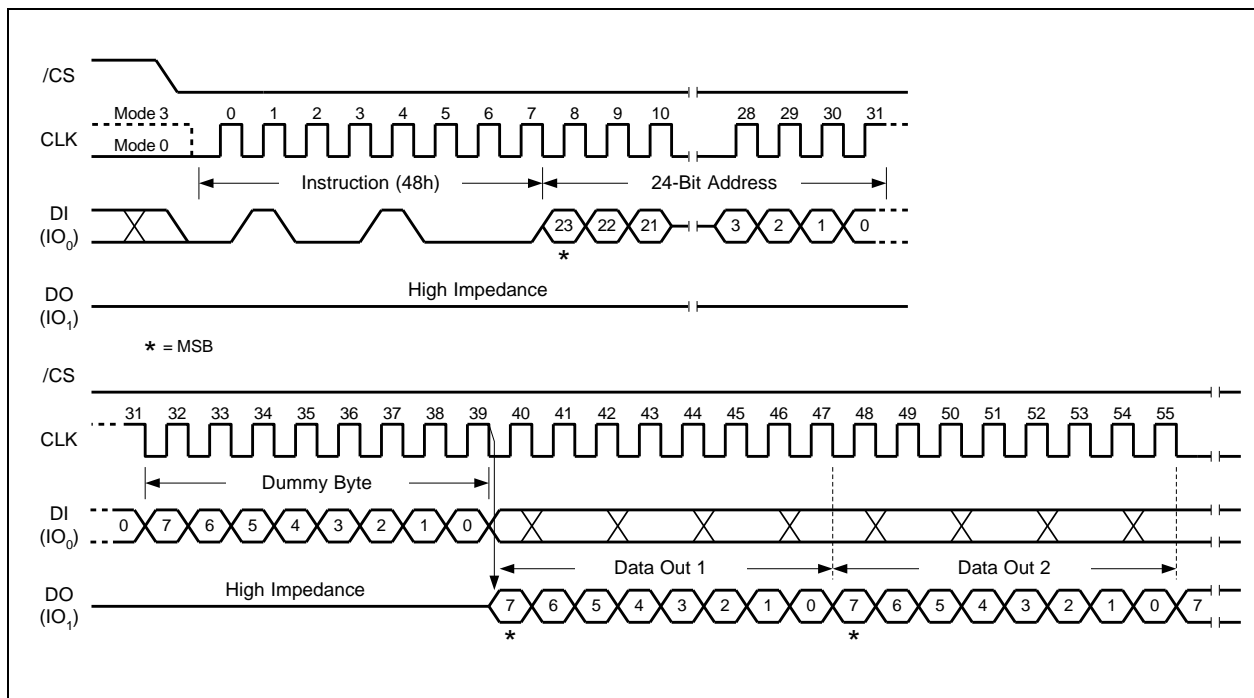 /CS
Mode 3 0 1 2 3 4 5 6 7 8 9 10 28 29 30 31
CLK
Mode 0
Instruction (48h) 24-Bit Address
DI
(IO0) 23 22 21 3 2 1 0
*
High Impedance
DO
(IO1)
* = MSB
/CS
31 32 33 34 35 36 37 38 39 40 41 42 43 44 45 46 47 48 49 50 51 52 53 54 55
CLK
Dummy Byte
DI
(IO0) 0 7 6 5 4 3 2 1 0
Data Out 1 Data Out 2
High Impedance
DO
(IO1) 7 6 5 4 3 2 1 0 7 6 5 4 3 2 1 0 7
* *